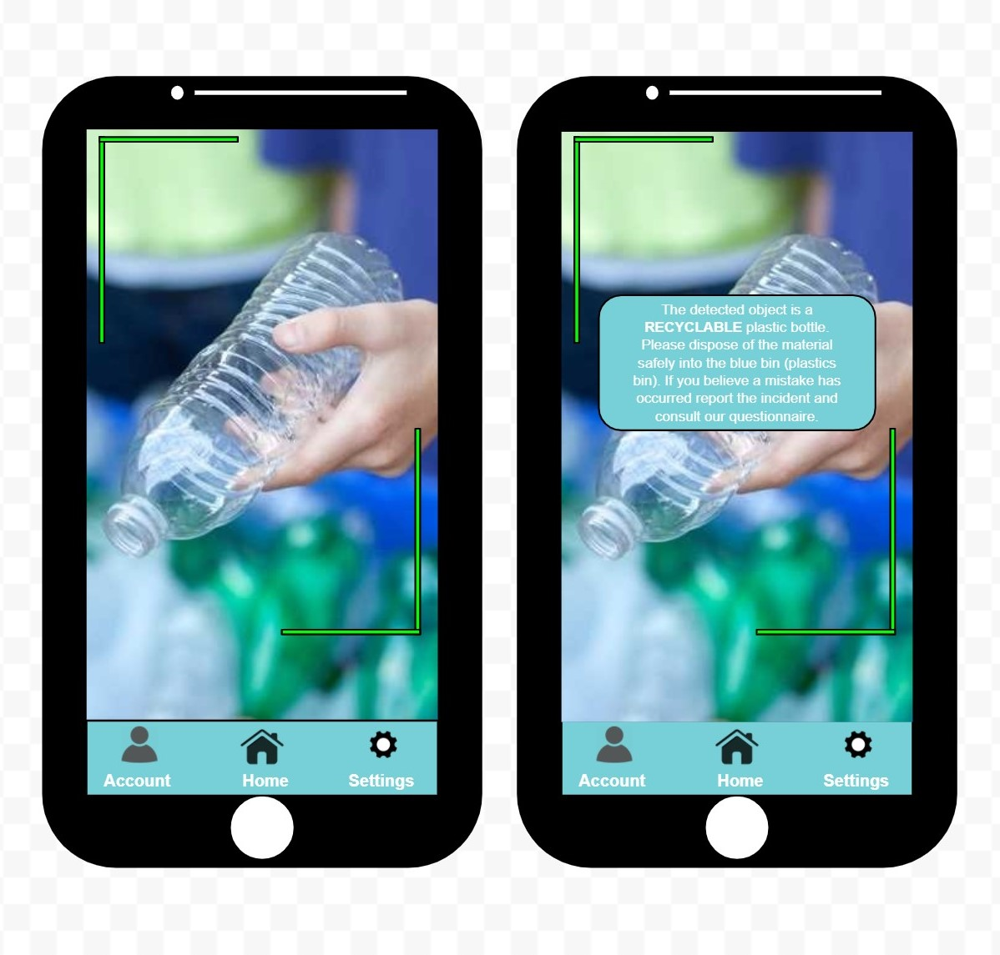 The detected object is a
RECYCLABLE plastic bottle.
Please dispose of the material
safely into the blue bin (plastics
bin). If you believe a mistake has
occurred report the incident and
consult our questionnaire.
Account Home Settings
Account Home Settings